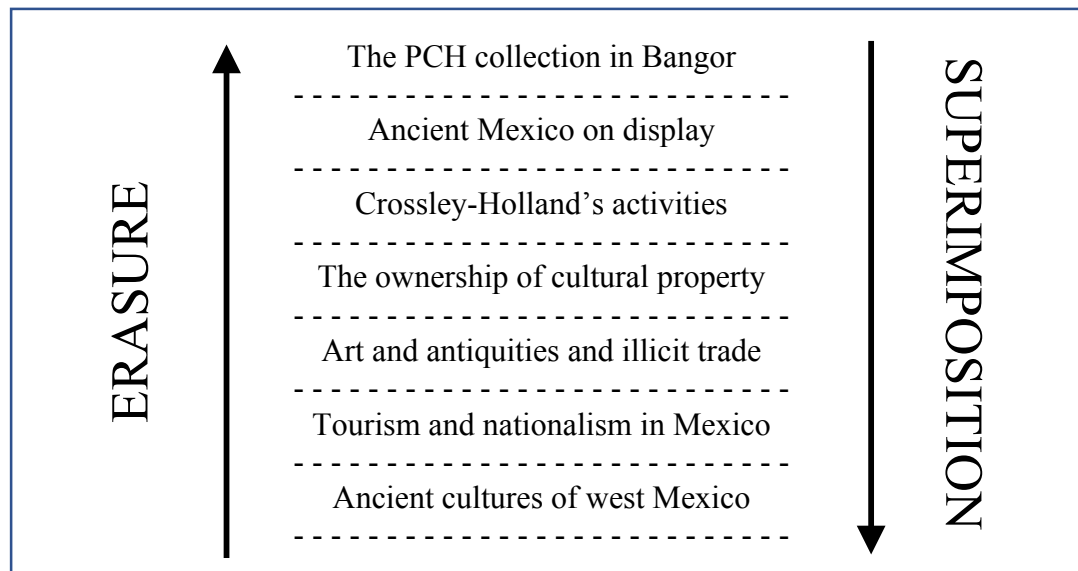 ERASURE
The PCH collection in Bangor
Ancient Mexico on display
Crossley-Holland’s activities
The ownership of cultural property
Art and antiquities and illicit trade
Tourism and nationalism in Mexico
Ancient cultures of west Mexico
SUPERIMPOSITION